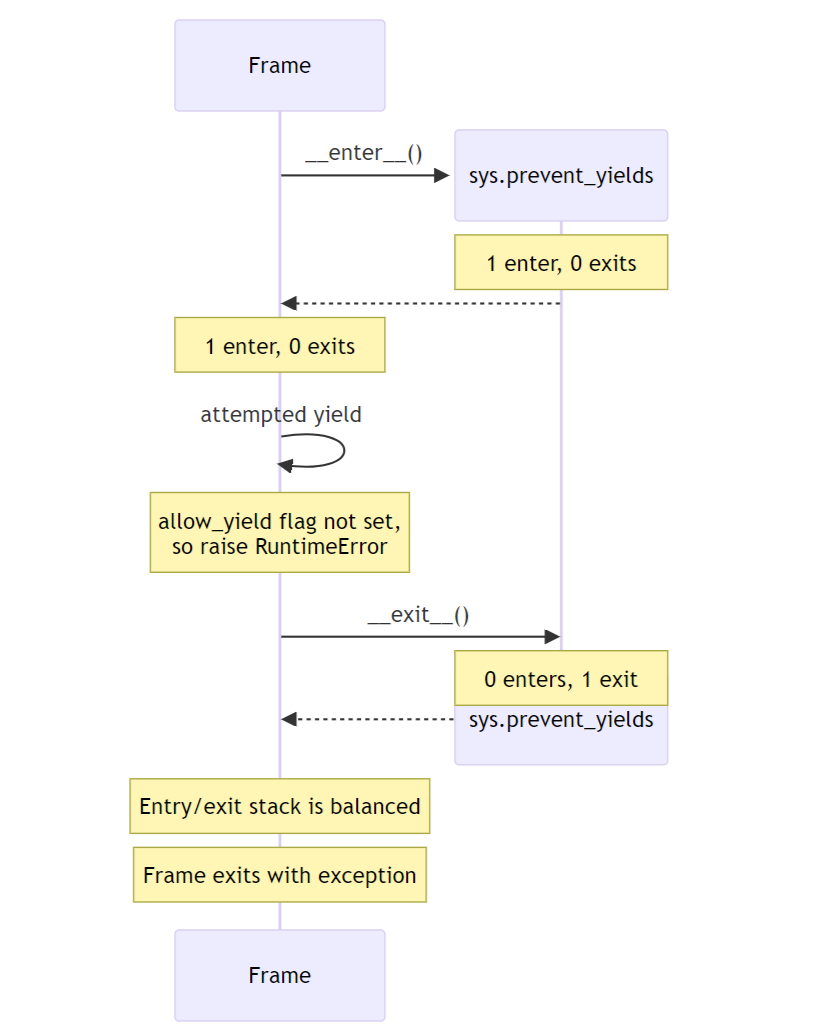 Frame
__enter__()
sys.prevent_yields
1 enter, 0 exits
1 enter, 0 exits
attempted yield
allow_yield flag not set,
so raise RuntimeError
__exit__()
0 enters, 1 exit
sys.prevent_yields
Entry/exit stack is balanced
Frame exits with exception
Frame